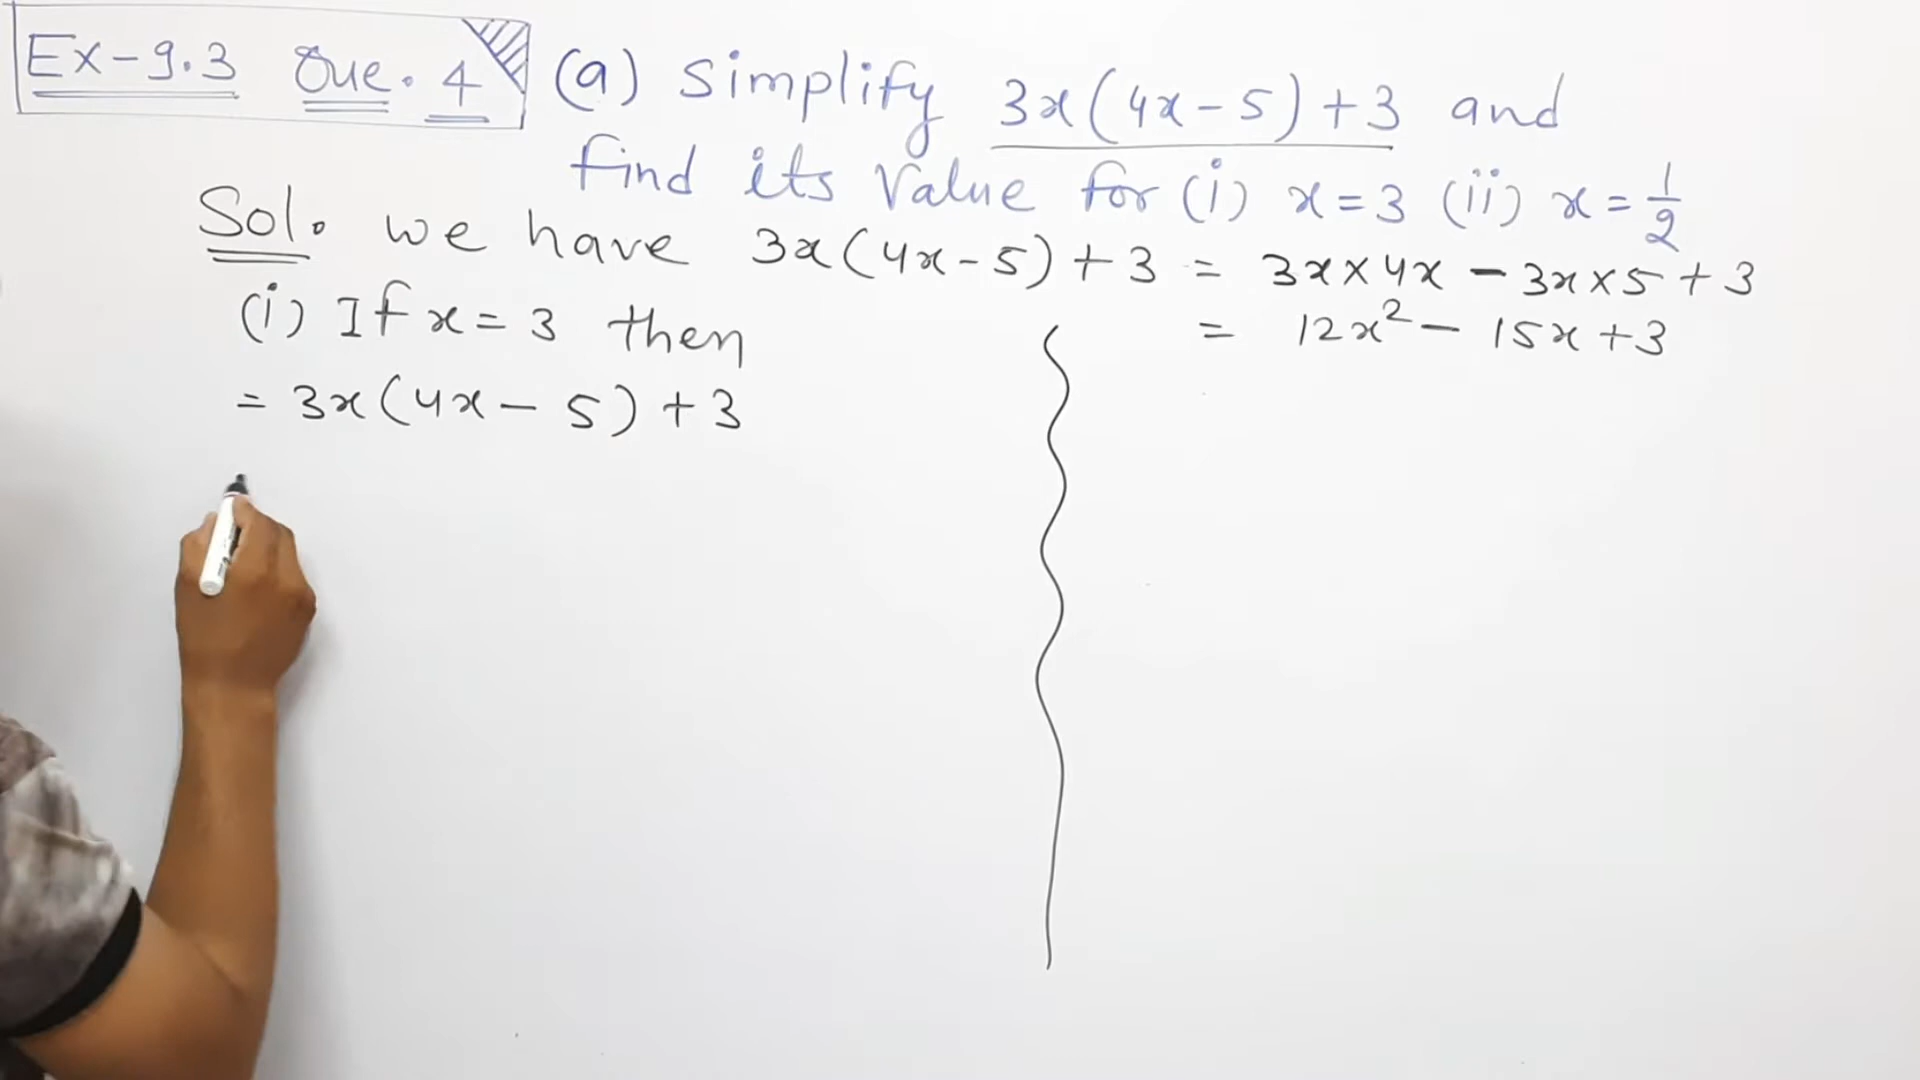 Ex-9.3 Que. 4 (a) Simplify 3x(4x-5)+3 and
find its value for (i) x=3 (ii) x=1/2
Sol. we have 3x(4x-5)+3 = 3x×4x - 3x×5+3
= 12x² - 15x+3
(i) If x=3 then
= 3x(4x-5)+3